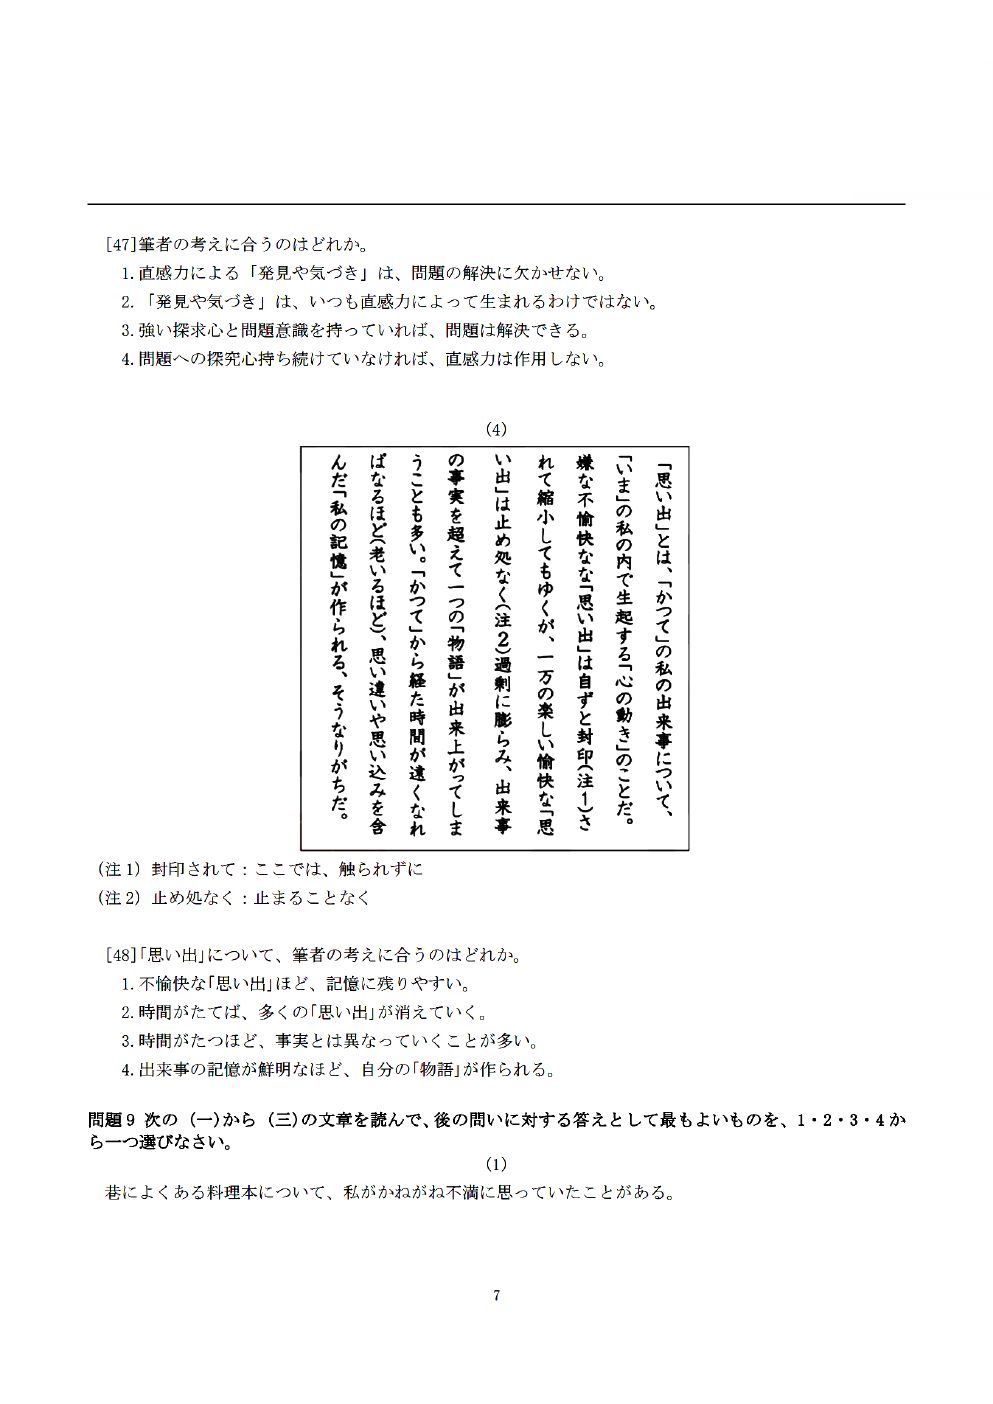 [47]筆者の考えに合うのはどれか。
1.直感力による「発見や気づき」は、問題の解決に欠かせない。
2.「発見や気づき」は、いつも直感力によって生まれるわけではない。
3.強い探求心と問題意識を持っていれば、問題は解決できる。
4.問題への探究心持ち続けていなければ、直感力は作用しない。
（4）
「思い出」とは、「かつて」の私の出来事について、
「いま」の私の内で生起する「心の動き」のことだ。
嫌な不愉快なな「思い出」は自ずと封印（注１）さ
れて縮小してもゆくが、一万の楽しい愉快な「思
い出」は止め処なく（注２）過剰に膨らみ、出来事
の事実を超えて一つの「物語」が出来上がってしま
うことも多い。「かつて」から経た時間が遠くなれ
ばなるほど（老いるほど）、思い違いや思い込みを含
んだ「私の記憶」が作られる、そうなりがちだ。
（注 1）封印されて：ここでは、触られずに
（注 2）止め処なく：止まることなく
[48]「思い出」について、筆者の考えに合うのはどれか。
1.不愉快な「思い出」ほど、記憶に残りやすい。
2.時間がたてば、多くの「思い出」が消えていく。
3.時間がたつほど、事実とは異なっていくことが多い。
4.出来事の記憶が鮮明なほど、自分の「物語」が作られる。
問題９ 次の（一）から（三）の文章を読んで、後の問いに対する答えとして最もよいものを、1・2・3・4 か
ら一つ選びなさい。
（1）
巷によくある料理本について、私がかねがね不満に思っていたことがある。
7